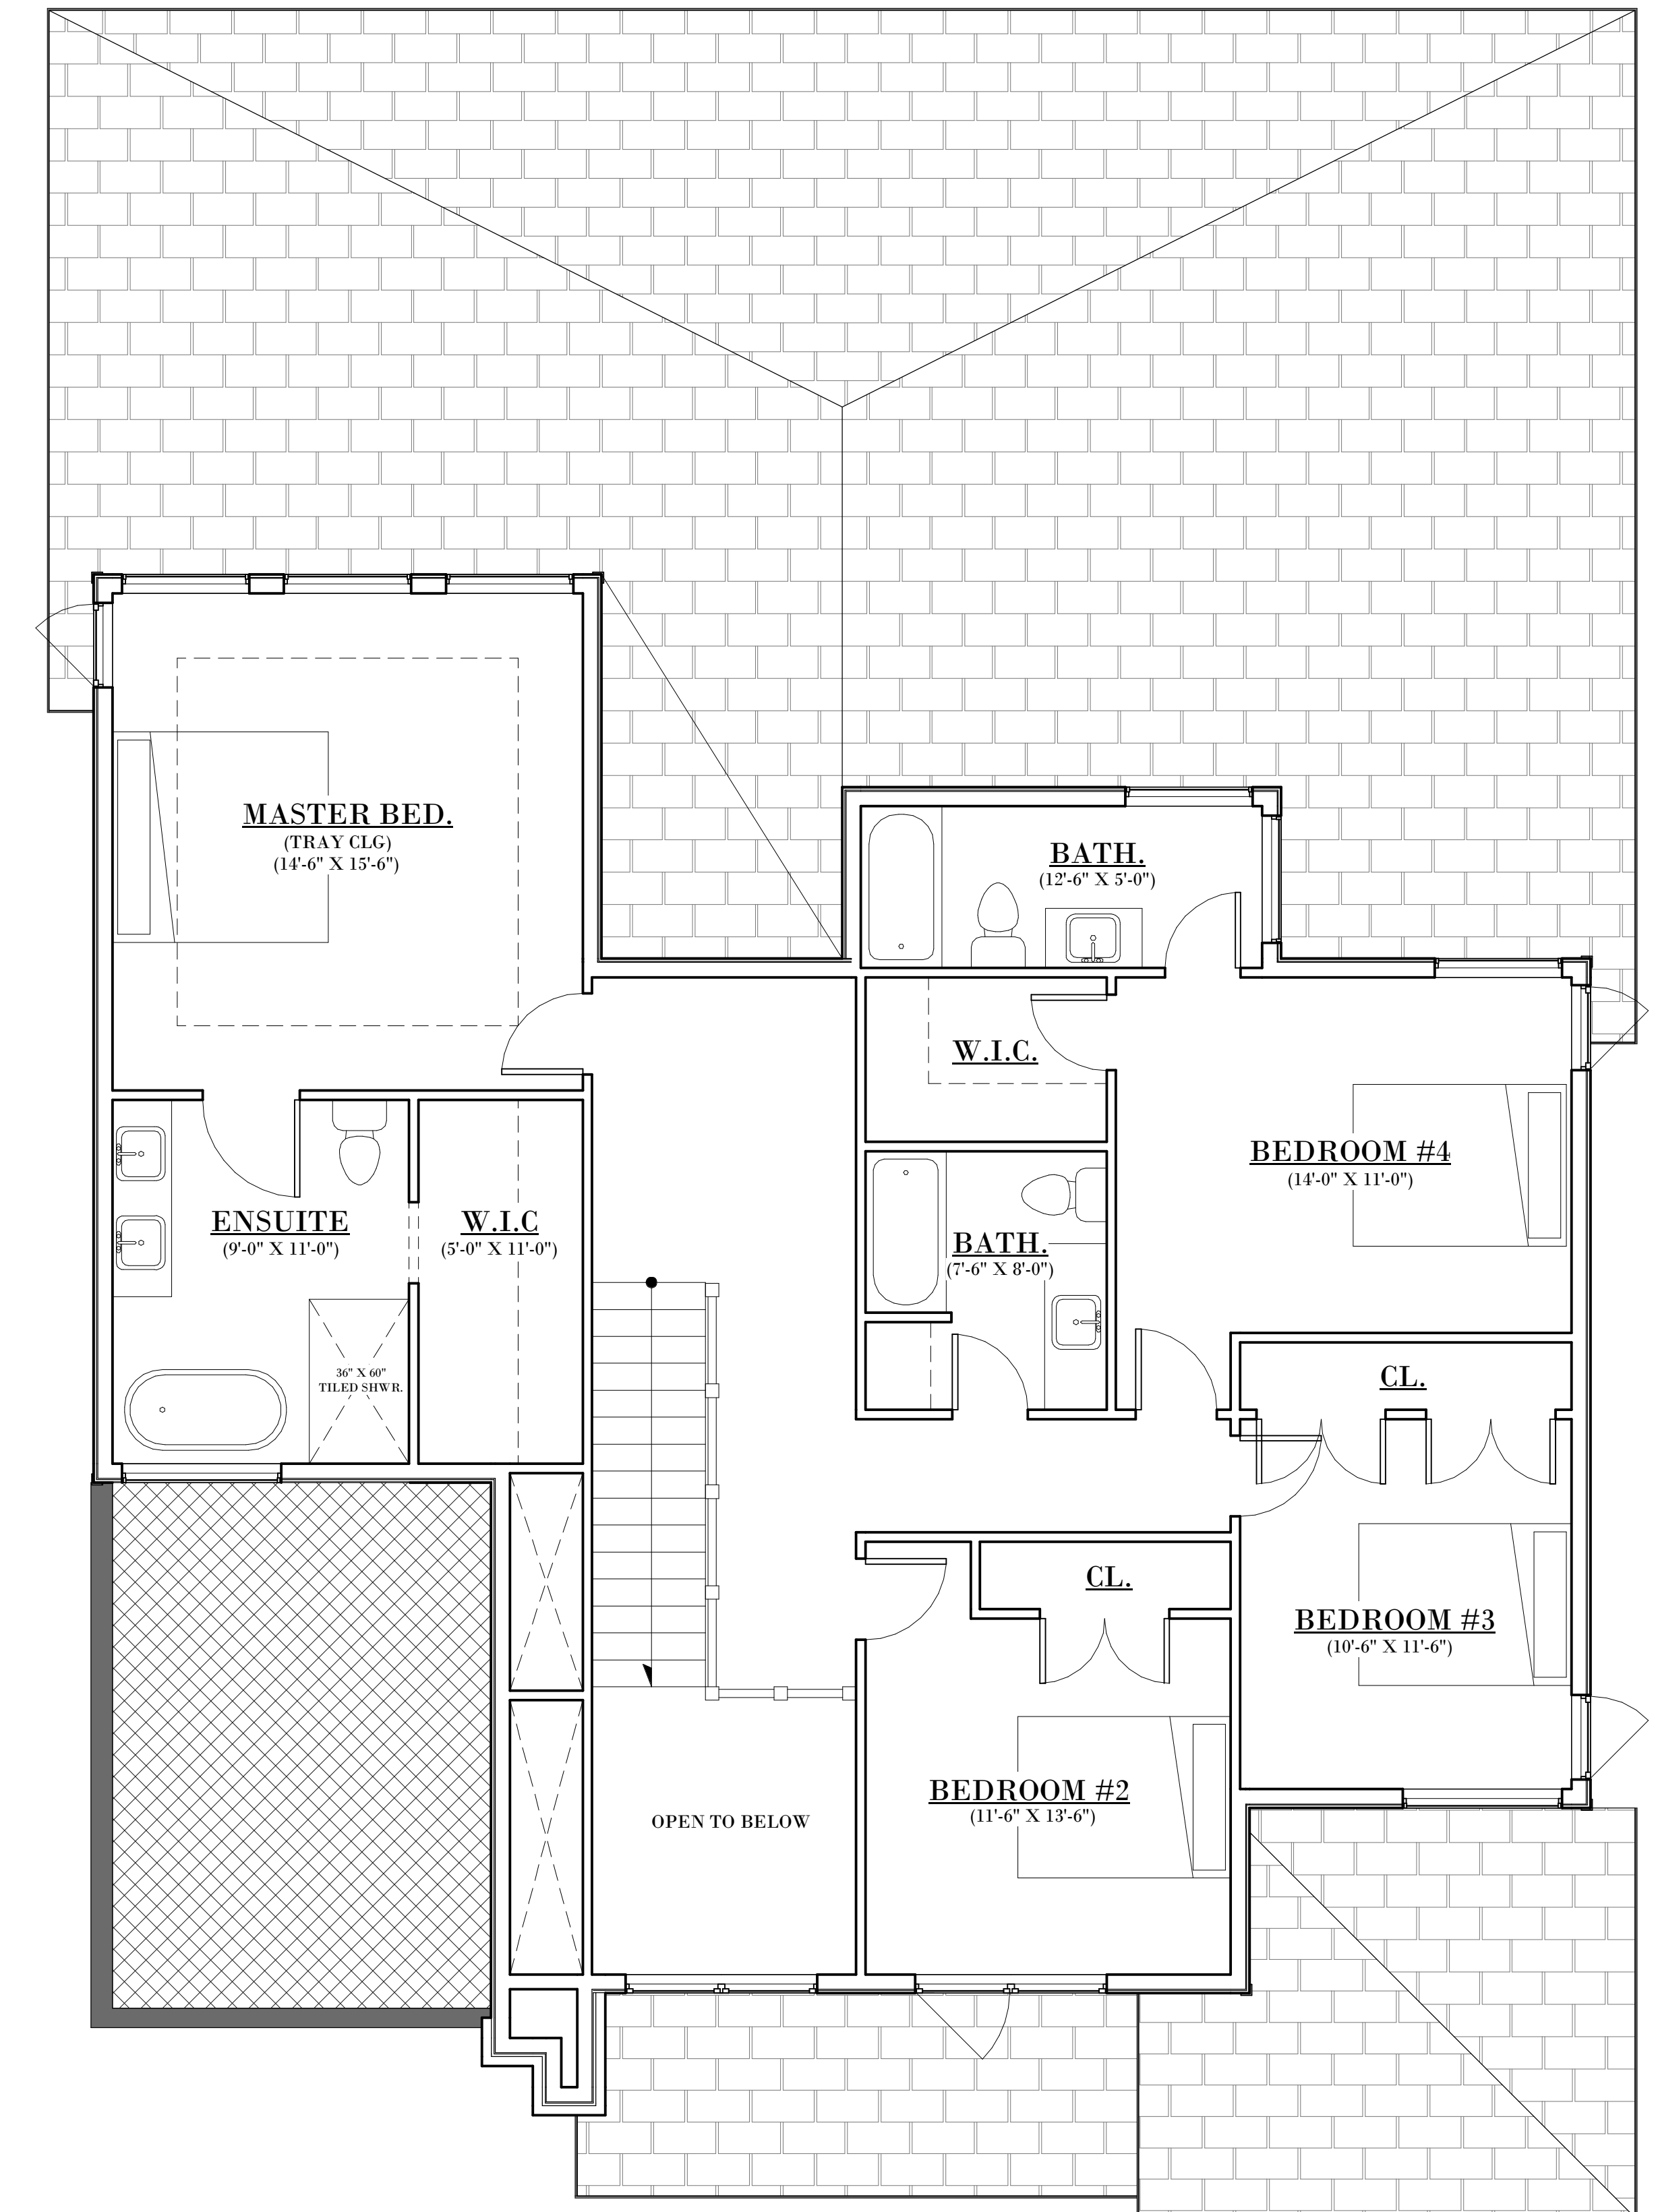 MASTER BED.
(TRAY CLG)
(14'-6" X 15'-6")
BATH.
(12'-6" X 5'-0")
W.I.C.
BEDROOM #4
(14'-0" X 11'-0")
ENSUITE
(9'-0" X 11'-0")
W.I.C
(5'-0" X 11'-0")
BATH.
(7'-6" X 8'-0")
36" X 60"
TILED SHWR.
CL.
CL.
BEDROOM #3
(10'-6" X 11'-6")
BEDROOM #2
(11'-6" X 13'-6")
OPEN TO BELOW